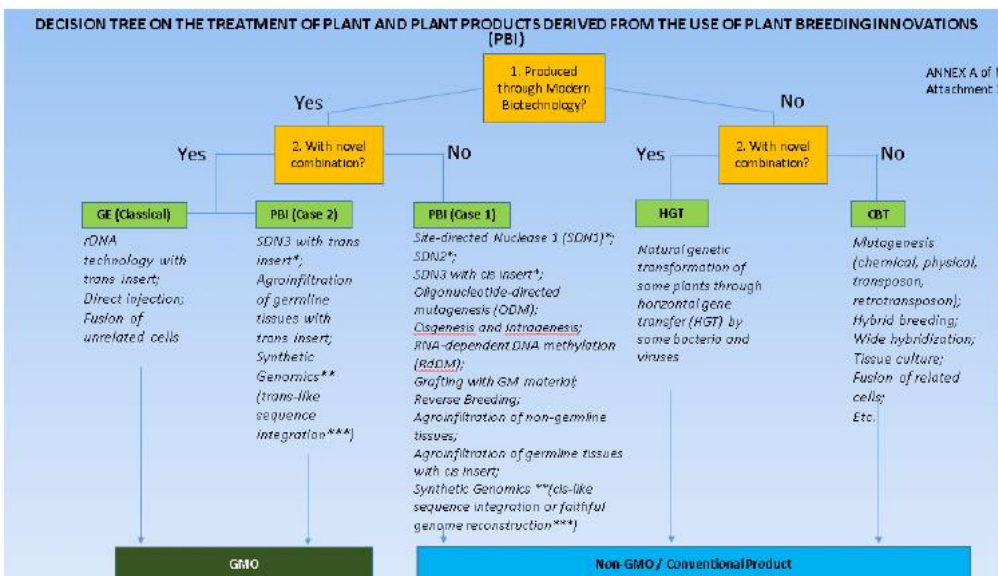 DECISION TREE ON THE TREATMENT OF PLANT AND PLANT PRODUCTS DERIVED FROM THE USE OF PLANT BREEDING INNOVATIONS
(PBI)
ANNEX A of
Attachment
1. Produced
through Modern
Biotechnology?
Yes
No
2. With novel
combination?
Yes
No
2. With novel
combination?
Yes
No
GE (Classical)
rDNA
technology with
trans insert;
Direct injection;
Fusion of
unrelated cells
PBI (Case 2)
SDN3 with trans
insert*;
Agroinfiltration
of germline
tissues with
trans insert;
Synthetic
Genomics**
(trans-like
sequence
integration***)
PBI (Case 1)
Site-directed Nuclease 1 (SDN1)*;
SDN2*;
SDN3 with cis insert*;
Oligonucleotide-directed
mutagenesis (ODM);
Cisgenesis and Intragenesis;
RNA-dependent DNA methylation
(RdDM);
Grafting with GM material;
Reverse Breeding;
Agroinfiltration of non-germline
tissues;
Agroinfiltration of germline tissues
with cis insert;
Synthetic Genomics **(cis-like
sequence integration or faithful
genome reconstruction***)
HGT
Natural genetic
transformation of
some plants through
horizontal gene
transfer (HGT) by
some bacteria and
viruses
CBT
Mutagenesis
(chemical, physical,
transposon,
retrotransposon);
Hybrid breeding;
Wide hybridization;
Tissue culture;
Fusion of related
cells;
Etc.
GMO
Non-GMO / Conventional Product